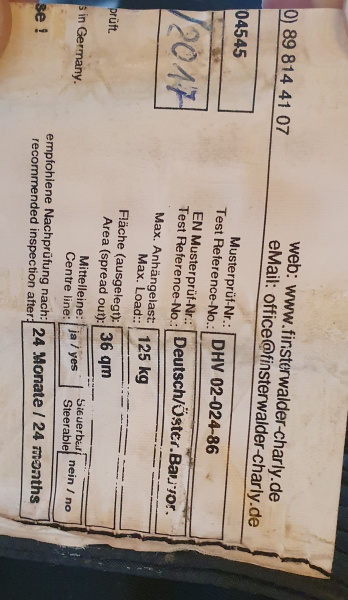 web: www.finsterwalder-charly.de
eMail: office@finsterwalder-charly.de
0) 89 814 41 07
04545
/2017
Musterprüf-Nr.:
Test Reference-No.: DHV 02-024-86
EN Musterprüf-Nr.:
Test Reference-No.: Deutsch/Öster.Bauvor.
Max. Anhängelast:
Max. Load:: 125 kg
Fläche (ausgelegt):
Area (spread out): 36 qm
Mittelleine: ja / yes Steuerbar nein / no
Centre line: Steerable
empfohlene Nachprüfung nach:
recommended inspection after: 24 Monate / 24 months
prüft.
s in Germany.
se !